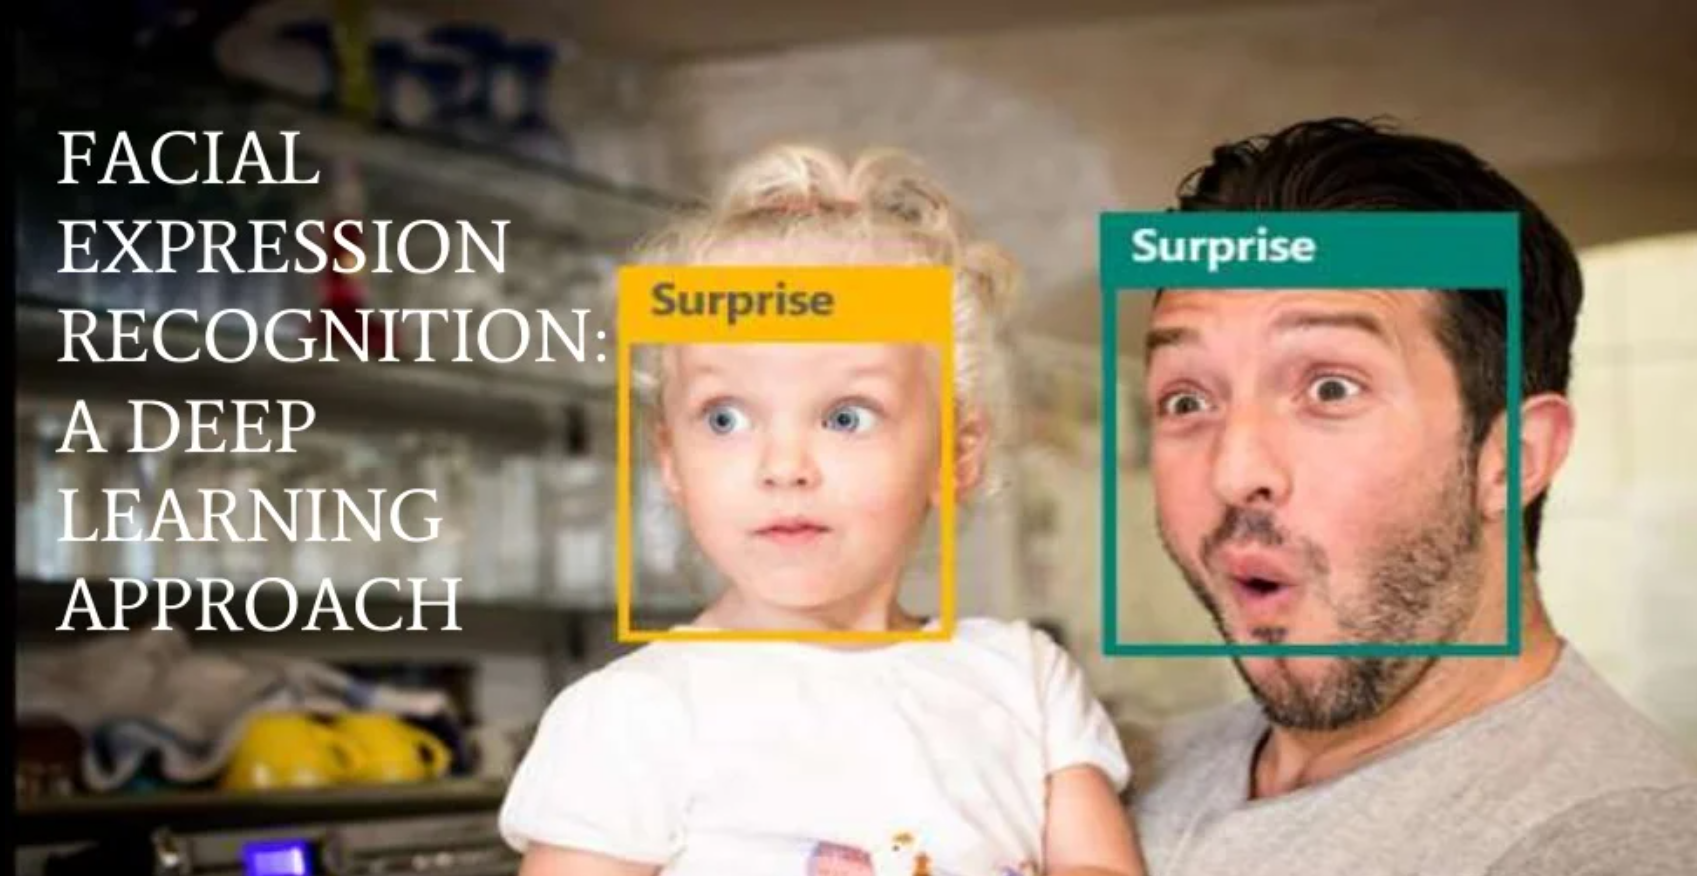 FACIAL
EXPRESSION
RECOGNITION:
A DEEP
LEARNING
APPROACH
Surprise
Surprise